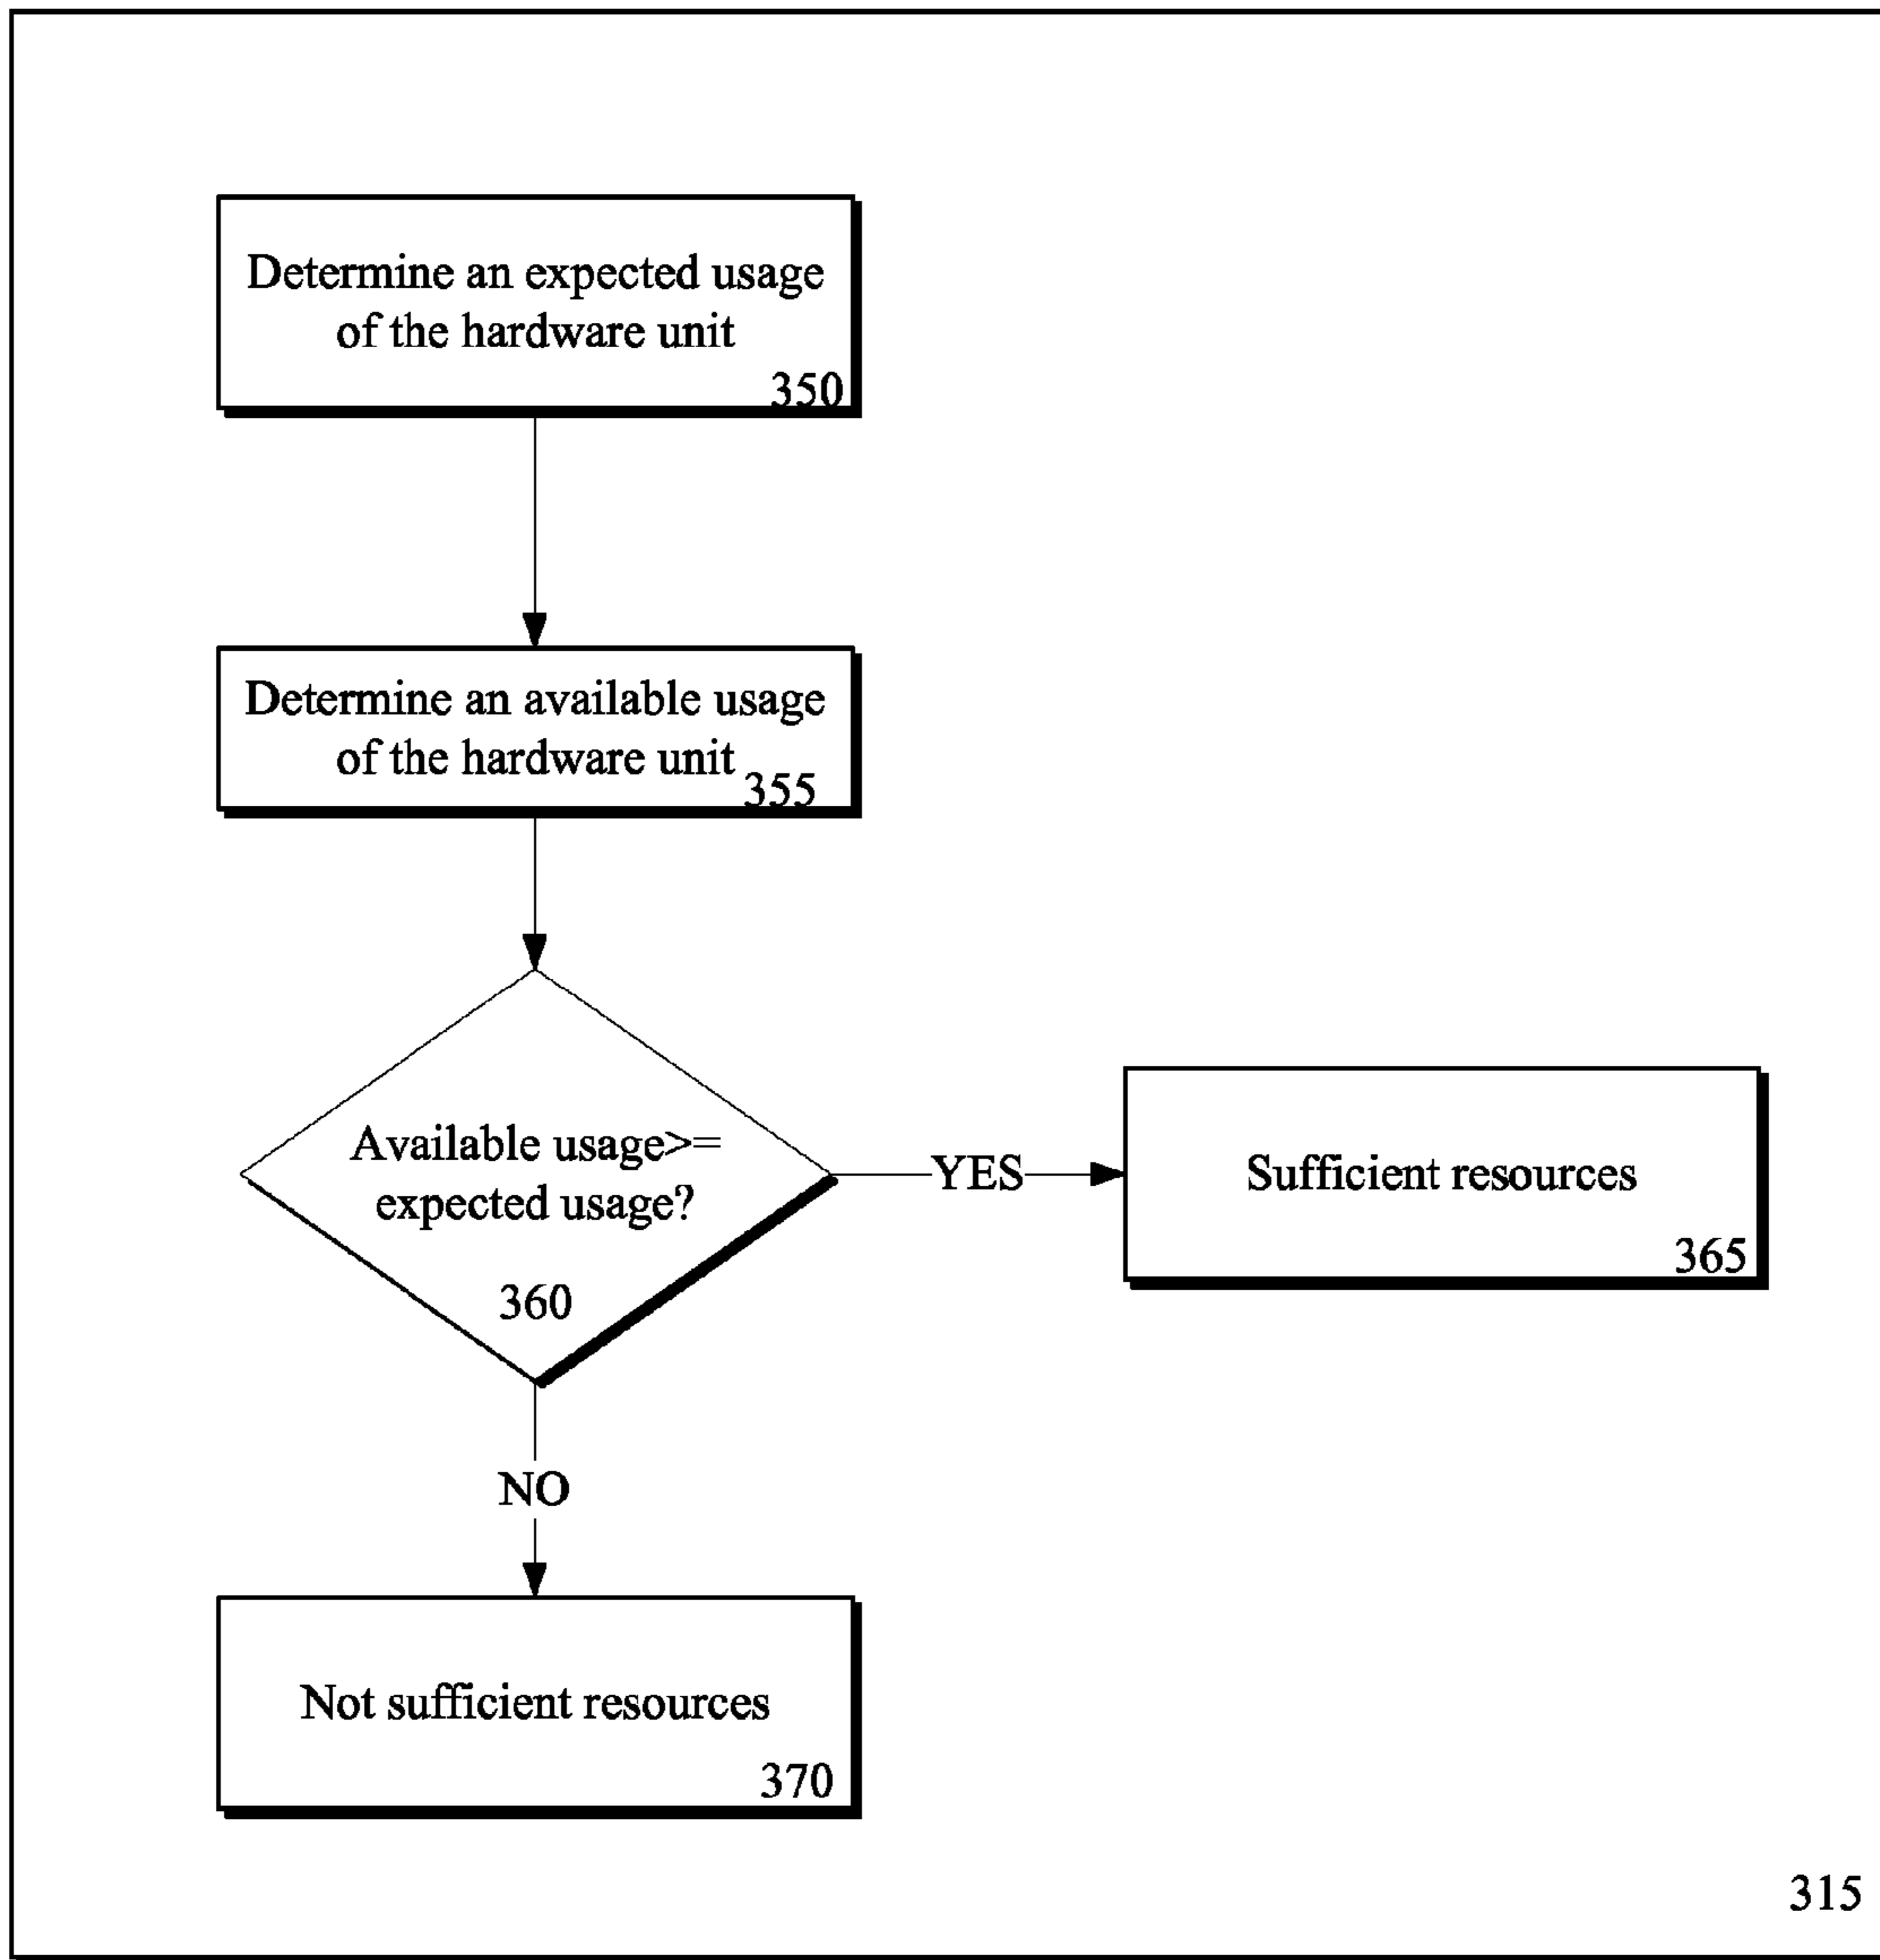 Determine an expected usage
of the hardware unit
350
Determine an available usage
of the hardware unit
355
Available usage>=
expected usage?
360
YES
Sufficient resources
365
NO
Not sufficient resources
370
315